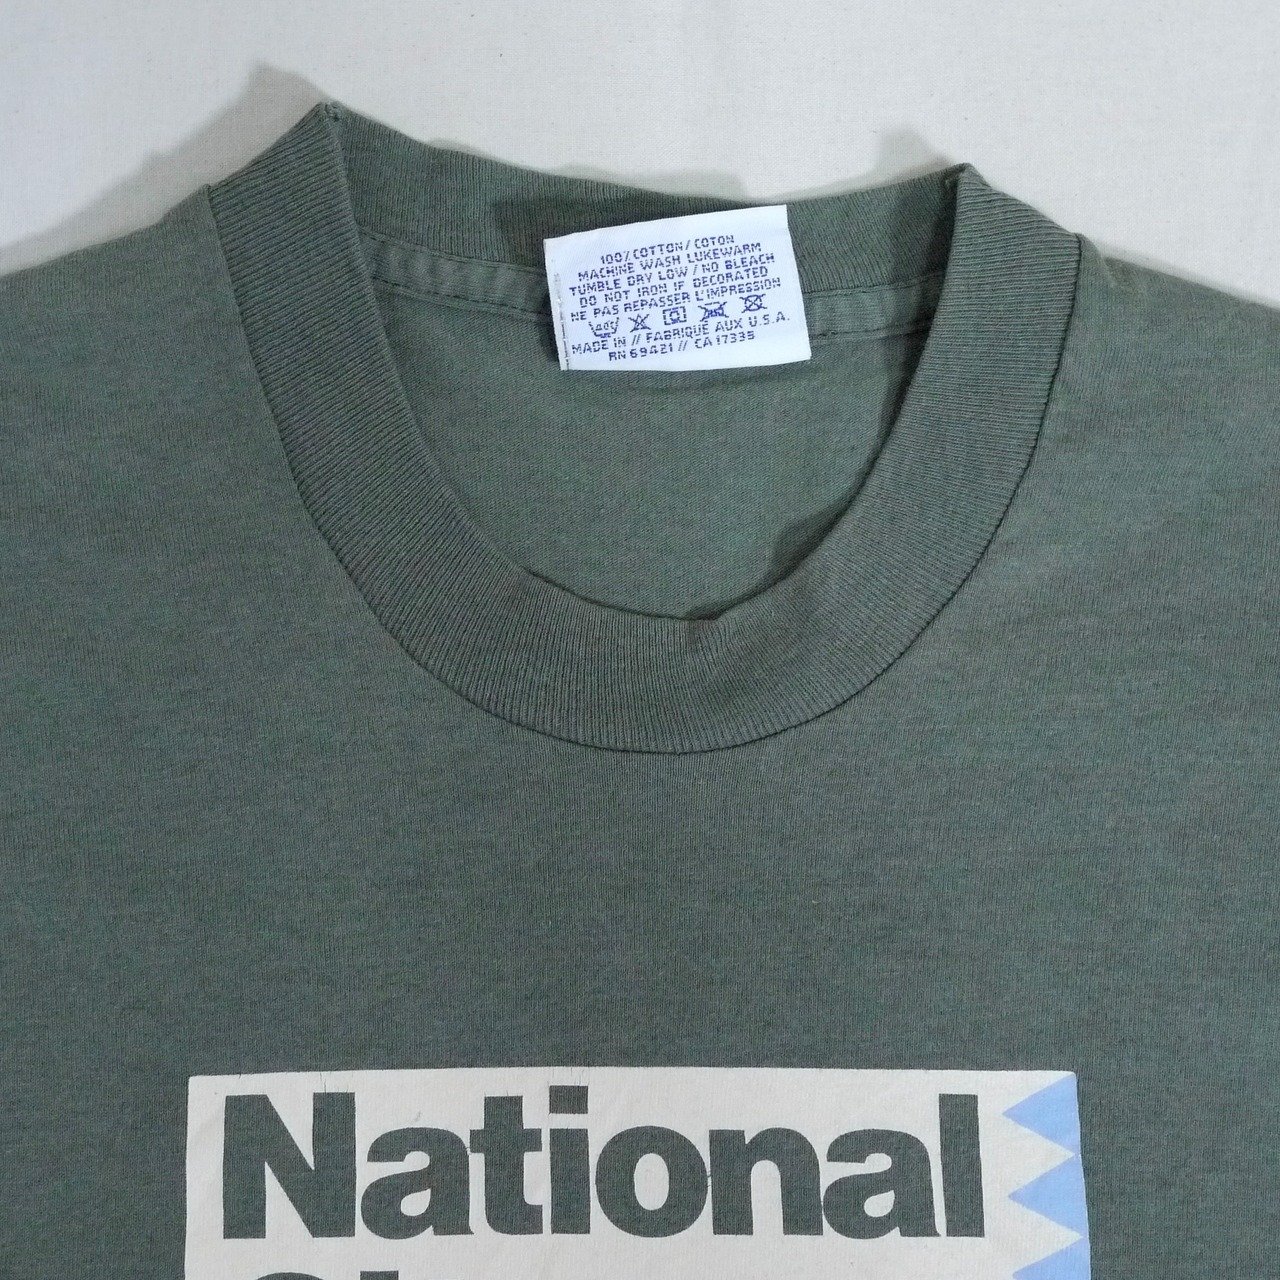 100% COTTON / COTON
MACHINE WASH LUKEWARM
TUMBLE DRY LOW / NO BLEACH
DO NOT IRON IF DECORATED
NE PAS REPASSER L'IMPRESSION
MADE IN // FABRIQUÉ AUX U.S.A.
RN 69421 // CA 17335
National